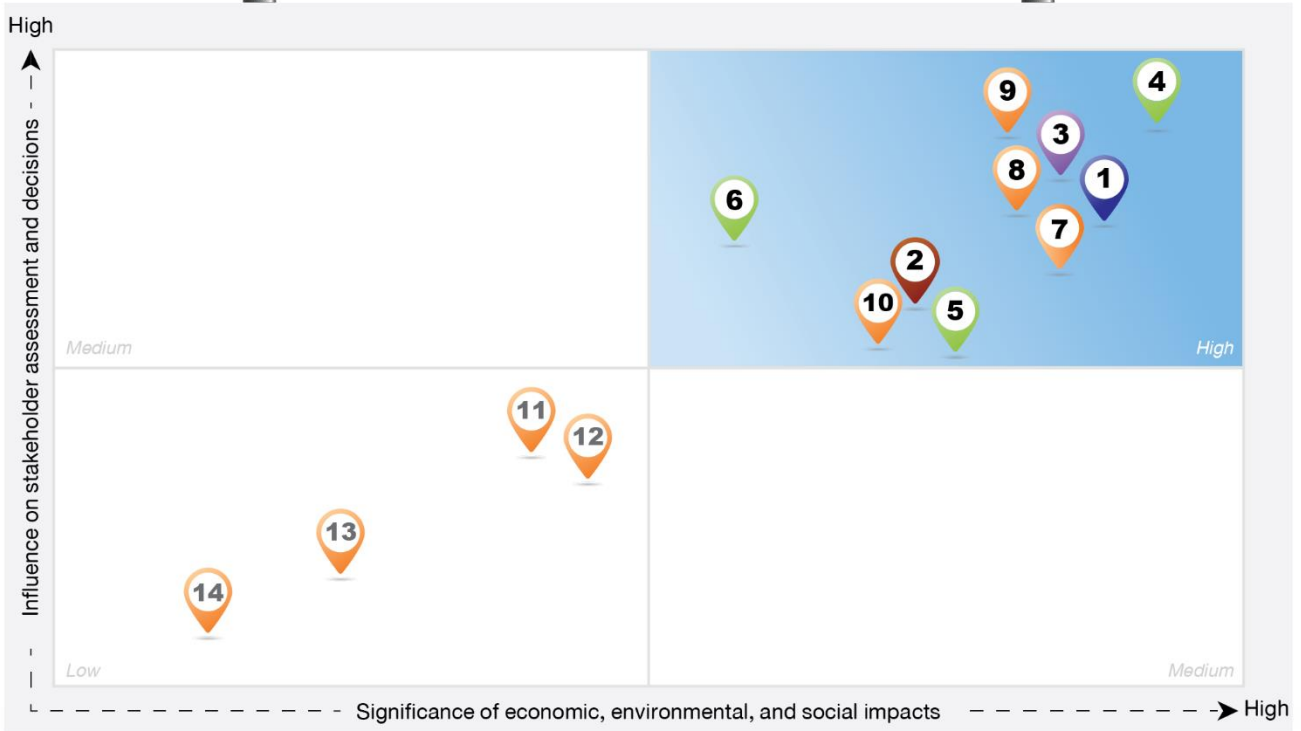 High
Influence on stakeholder assessment and decisions
4
9
3
8
1
6
7
2
10
5
Medium
High
11
12
13
14
Low
Medium
Significance of economic, environmental, and social impacts
High